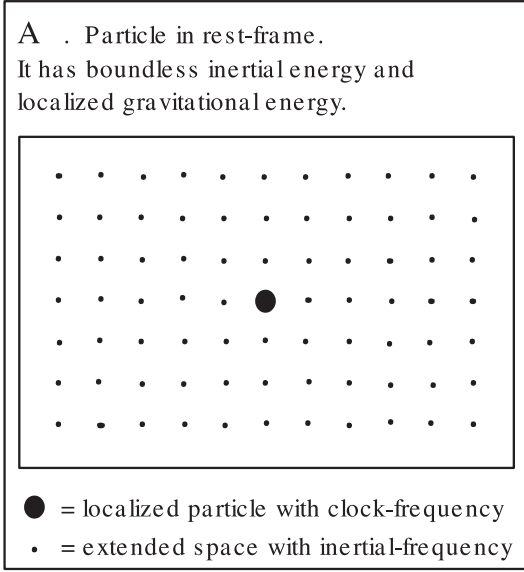 A . Particle in rest-frame.
It has boundless inertial energy and
localized gravitational energy.
= localized particle with clock-frequency
= extended space with inertial-frequency